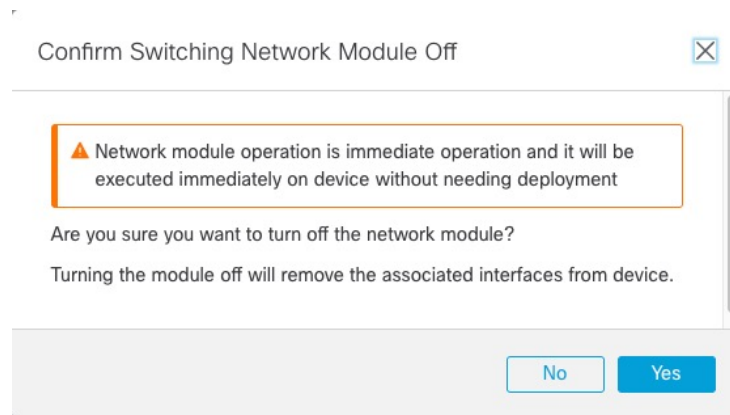 Confirm Switching Network Module Off
Network module operation is immediate operation and it will be
executed immediately on device without needing deployment
Are you sure you want to turn off the network module?
Turning the module off will remove the associated interfaces from device.
No
Yes